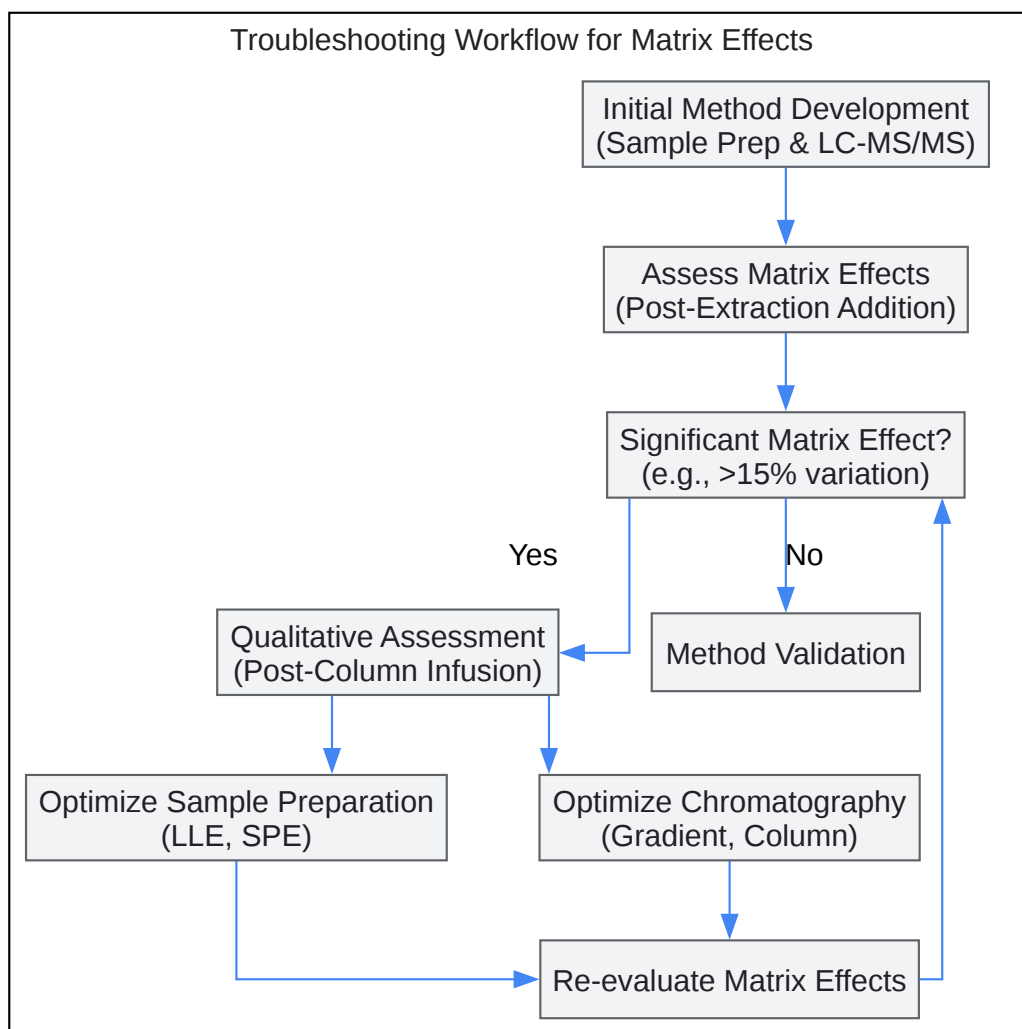 Troubleshooting Workflow for Matrix Effects
Initial Method Development
(Sample Prep & LC-MS/MS)
Assess Matrix Effects
(Post-Extraction Addition)
Significant Matrix Effect?
(e.g., >15% variation)
Yes
No
Qualitative Assessment
(Post-Column Infusion)
Method Validation
Optimize Sample Preparation
(LLE, SPE)
Optimize Chromatography
(Gradient, Column)
Re-evaluate Matrix Effects